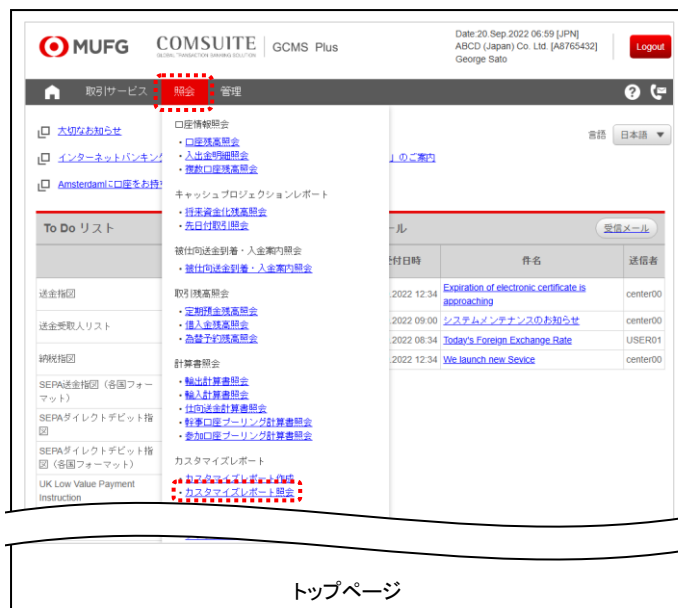 MUFG COMSUITE GCMS Plus
GLOBAL TRANSACTION BANKING SOLUTION
Date:20.Sep.2022 06:59 [JPN]
ABCD (Japan) Co. Ltd. [A8765432]
George Sato
Logout
取引サービス 照会 管理
大切なお知らせ
インターネットバンキング
」のご案内
Amsterdamに口座をお持
言語 日本語
口座情報照会
・口座残高照会
・入出金明細照会
・複数口座残高照会
キャッシュプロジェクションレポート
・将来資金化残高照会
・先日付取引照会
被仕向送金到着・入金案内照会
・被仕向送金到着・入金案内照会
取引残高照会
・定期預金残高照会
・借入金残高照会
・為替予約残高照会
計算書照会
・輸出計算書照会
・輸入計算書照会
・仕向送金計算書照会
・幹事口座プーリング計算書照会
・参加口座プーリング計算書照会
カスタマイズレポート
・カスタマイズレポート作成
・カスタマイズレポート照会
To Do リスト
送金指図
送金受取人リスト
納税指図
SEPA送金指図（各国フォー
マット）
SEPAダイレクトデビット指
図
SEPAダイレクトデビット指
図（各国フォーマット）
UK Low Value Payment
Instruction
ール 受信メール
付日時 件名 送信者
.2022 12:34 Expiration of electronic certificate is approaching center00
.2022 09:00 システムメンテナンスのお知らせ center00
.2022 08:34 Today's Foreign Exchange Rate USER01
.2022 12:34 We launch new Sevice center00
トップページ